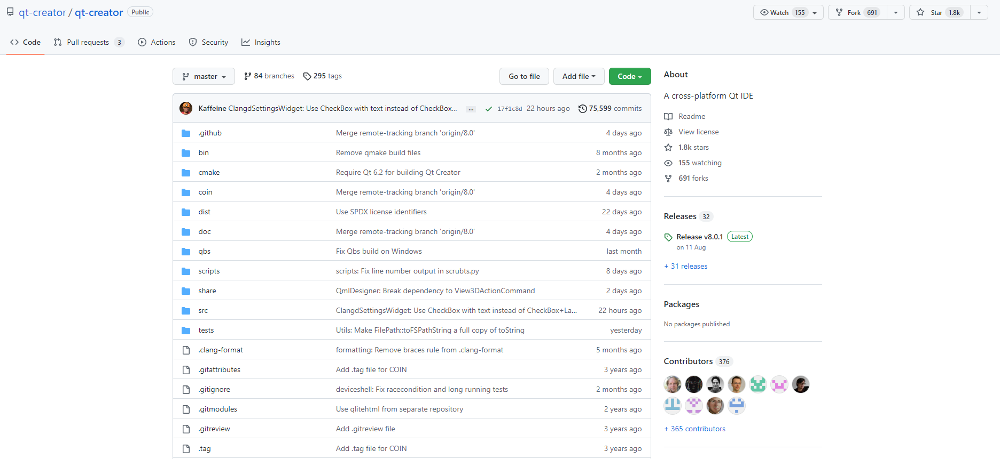 qt-creator / qt-creator Public
Watch 155 Fork 691 Star 1.8k
Code Pull requests 3 Actions Security Insights
master 84 branches 295 tags Go to file Add file Code
Kaffeine ClangdSettingsWidget: Use CheckBox with text instead of CheckBox... ... 17f1c8d 22 hours ago 75,599 commits
.github Merge remote-tracking branch 'origin/8.0' 4 days ago
bin Remove qmake build files 8 months ago
cmake Require Qt 6.2 for building Qt Creator 2 months ago
coin Merge remote-tracking branch 'origin/8.0' 4 days ago
dist Use SPDX license identifiers 22 days ago
doc Merge remote-tracking branch 'origin/8.0' 4 days ago
qbs Fix Qbs build on Windows last month
scripts scripts: Fix line number output in scrubts.py 8 days ago
share QmlDesigner: Break dependency to View3DActionCommand 2 days ago
src ClangdSettingsWidget: Use CheckBox with text instead of CheckBox+La... 22 hours ago
tests Utils: Make FilePath::toFSPathString a full copy of toString yesterday
.clang-format formatting: Remove braces rule from .clang-format 5 months ago
.gitattributes Add .tag file for COIN 3 years ago
.gitignore deviceshell: Fix racecondition and long running tests 2 months ago
.gitmodules Use qlitehtml from separate repository 2 years ago
.gitreview Add .gitreview file 3 years ago
.tag Add .tag file for COIN 3 years ago
About
A cross-platform Qt IDE
Readme
View license
1.8k stars
155 watching
691 forks
Releases 32
Release v8.0.1 Latest
on 11 Aug
+ 31 releases
Packages
No packages published
Contributors 376
+ 365 contributors